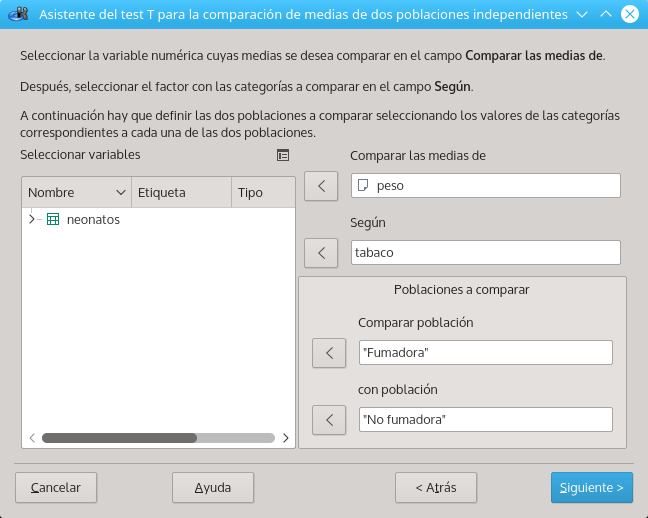 Asistente del test T para la comparación de medias de dos poblaciones independientes
Seleccionar la variable numérica cuyas medias se desea comparar en el campo Comparar las medias de.
Después, seleccionar el factor con las categorías a comparar en el campo Según.
A continuación hay que definir las dos poblaciones a comparar seleccionando los valores de las categorías
correspondientes a cada una de las dos poblaciones.
Seleccionar variables
Nombre Etiqueta Tipo
neonatos
Comparar las medias de
peso
Según
tabaco
Poblaciones a comparar
Comparar población
"Fumadora"
con población
"No fumadora"
Cancelar Ayuda < Atrás Siguiente >